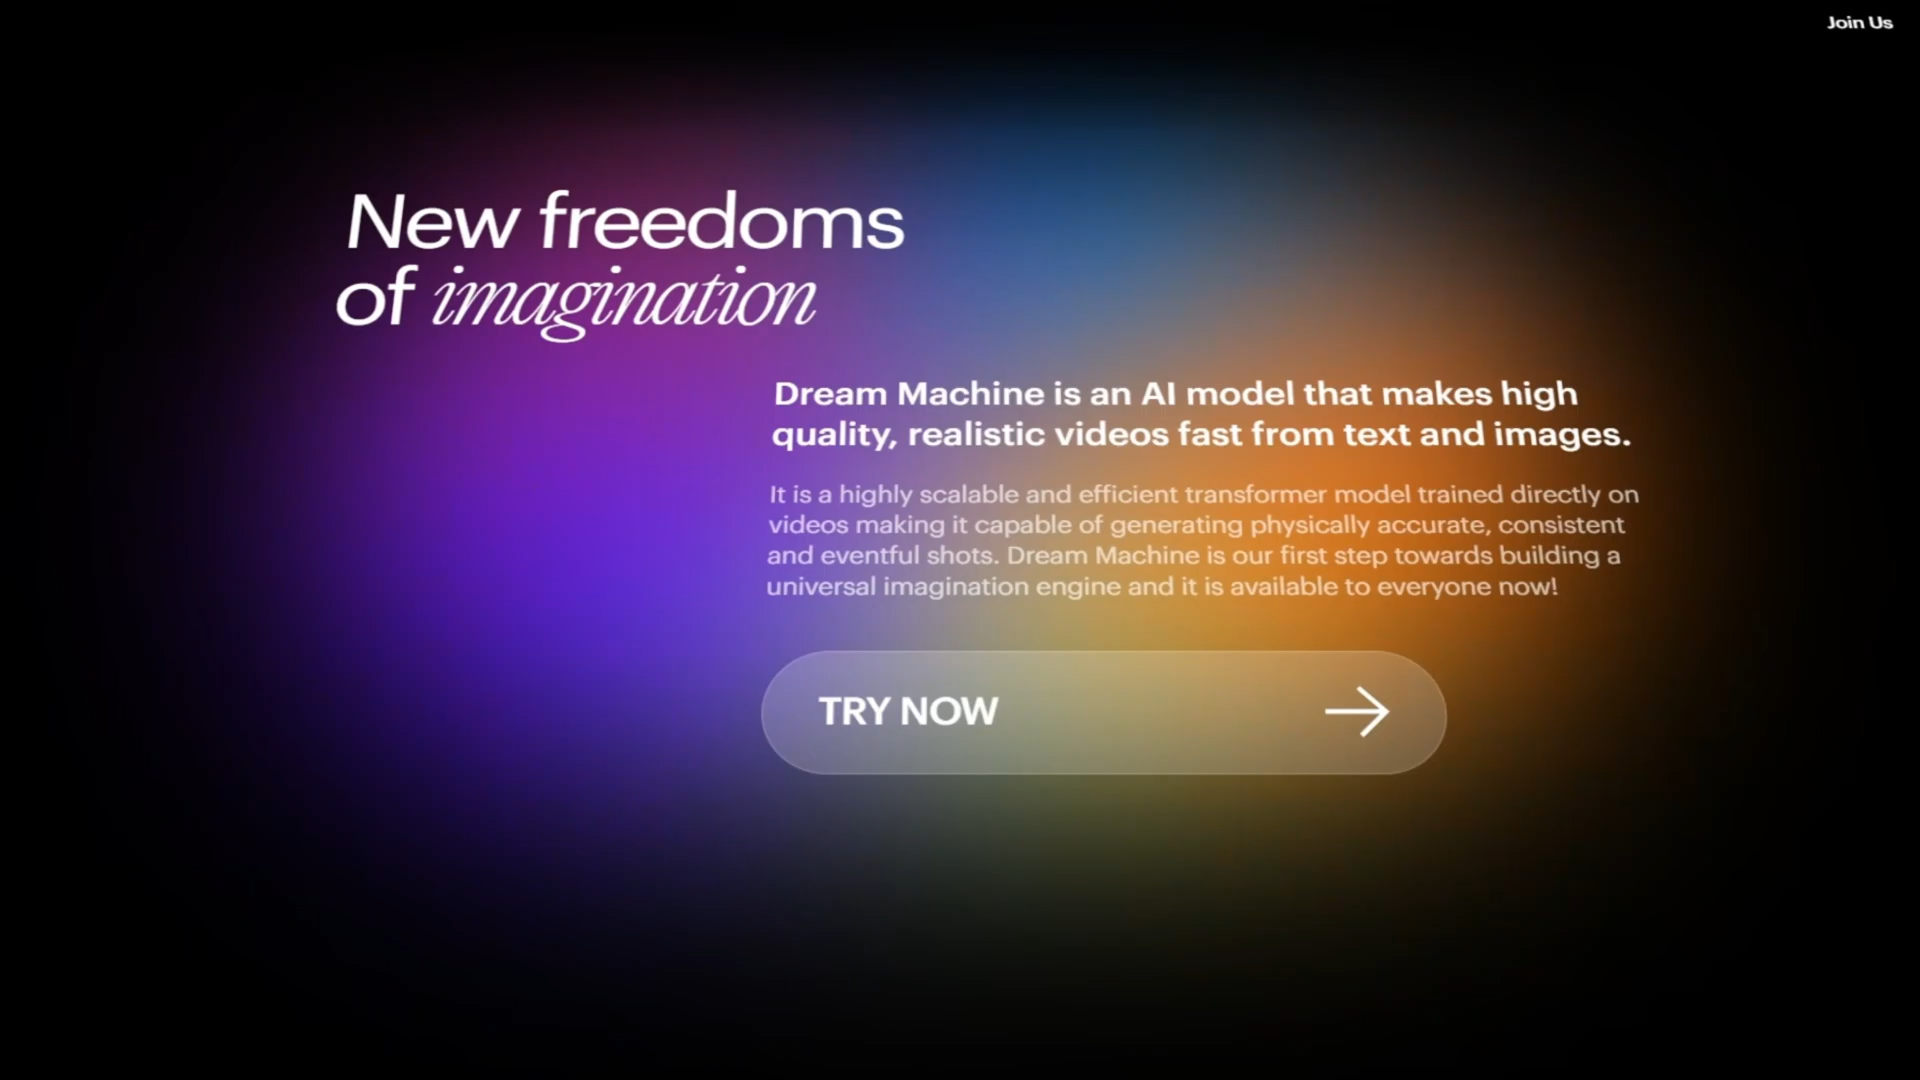 Join Us
New freedoms
of imagination
Dream Machine is an AI model that makes high
quality, realistic videos fast from text and images.
It is a highly scalable and efficient transformer model trained directly on
videos making it capable of generating physically accurate, consistent
and eventful shots. Dream Machine is our first step towards building a
universal imagination engine and it is available to everyone now!
TRY NOW